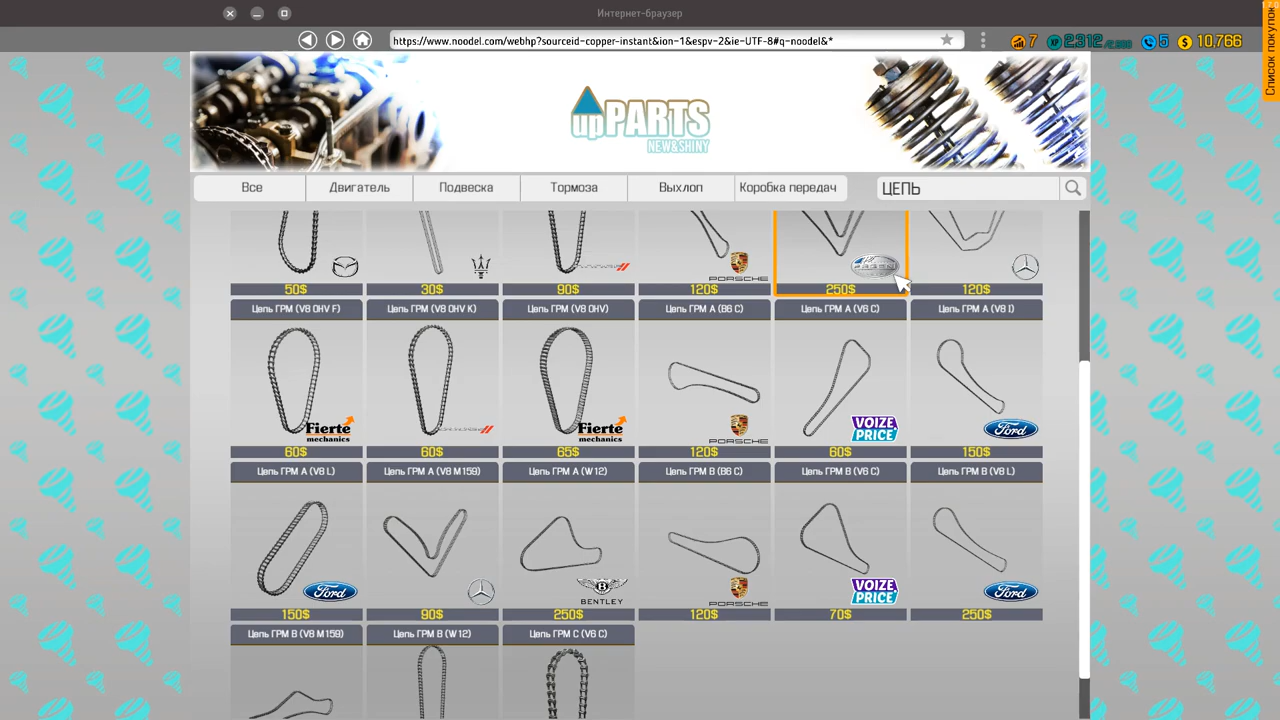 Интернет-браузер
https://www.noodel.com/webhp?sourceid-copper-instant&ion-1&espv-2&ie-UTF-8#q-noodel&*
7 XP 2,312 5 $ 10,766
Список покупок
upPARTS
NEW&SHINY
Все Двигатель Подвеска Тормоза Выхлоп Коробка передач ЦЕПЬ
PORSCHE
50$ 30$ 90$ 120$ 250$ 120$
Цепь ГРМ (V8 OHV F) Цепь ГРМ (V8 OHV K) Цепь ГРМ (V8 OHV) Цепь ГРМ A (B6 C) Цепь ГРМ A (V6 C) Цепь ГРМ A (V8 I)
Fierte mechanics Fierte mechanics PORSCHE VOIZE PRICE Ford
60$ 60$ 65$ 120$ 60$ 150$
Цепь ГРМ A (V8 L) Цепь ГРМ A (V8 M159) Цепь ГРМ A (W12) Цепь ГРМ B (B6 C) Цепь ГРМ B (V6 C) Цепь ГРМ B (V8 L)
Ford BENTLEY PORSCHE VOIZE PRICE Ford
150$ 90$ 250$ 120$ 70$ 250$
Цепь ГРМ B (V8 M159) Цепь ГРМ B (W12) Цепь ГРМ C (V6 C)